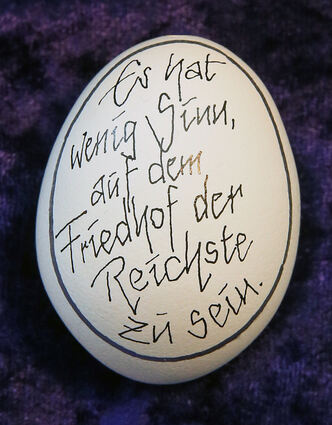 Es hat
wenig Sinn,
auf dem
Friedhof der
Reichste
zu sein.